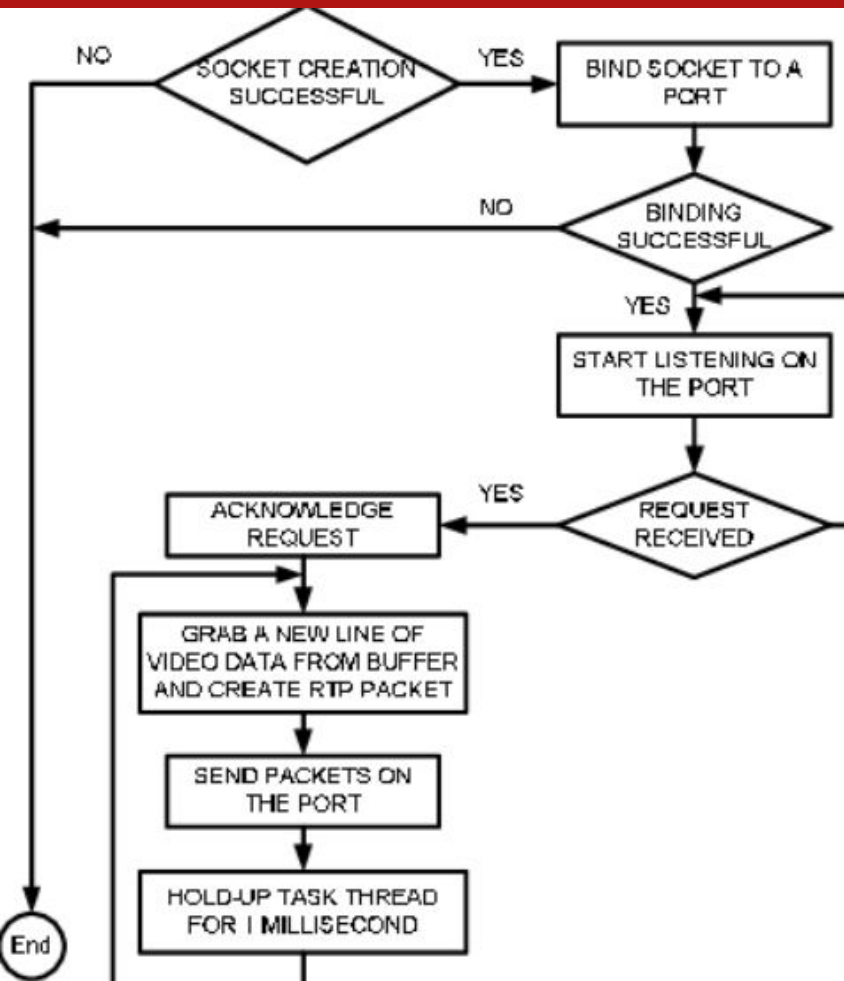 NO
SOCKET CREATION
SUCCESSFUL
YES
BIND SOCKET TO A
PORT
NO
BINDING
SUCCESSFUL
YES
START LISTENING ON
THE PORT
YES
REQUEST
RECEIVED
ACKNOWLEDGE
REQUEST
GRAB A NEW LINE OF
VIDEO DATA FROM BUFFER
AND CREATE RTP PACKET
SEND PACKETS ON
THE PORT
HOLD-UP TASK THREAD
FOR 1 MILLISECOND
End